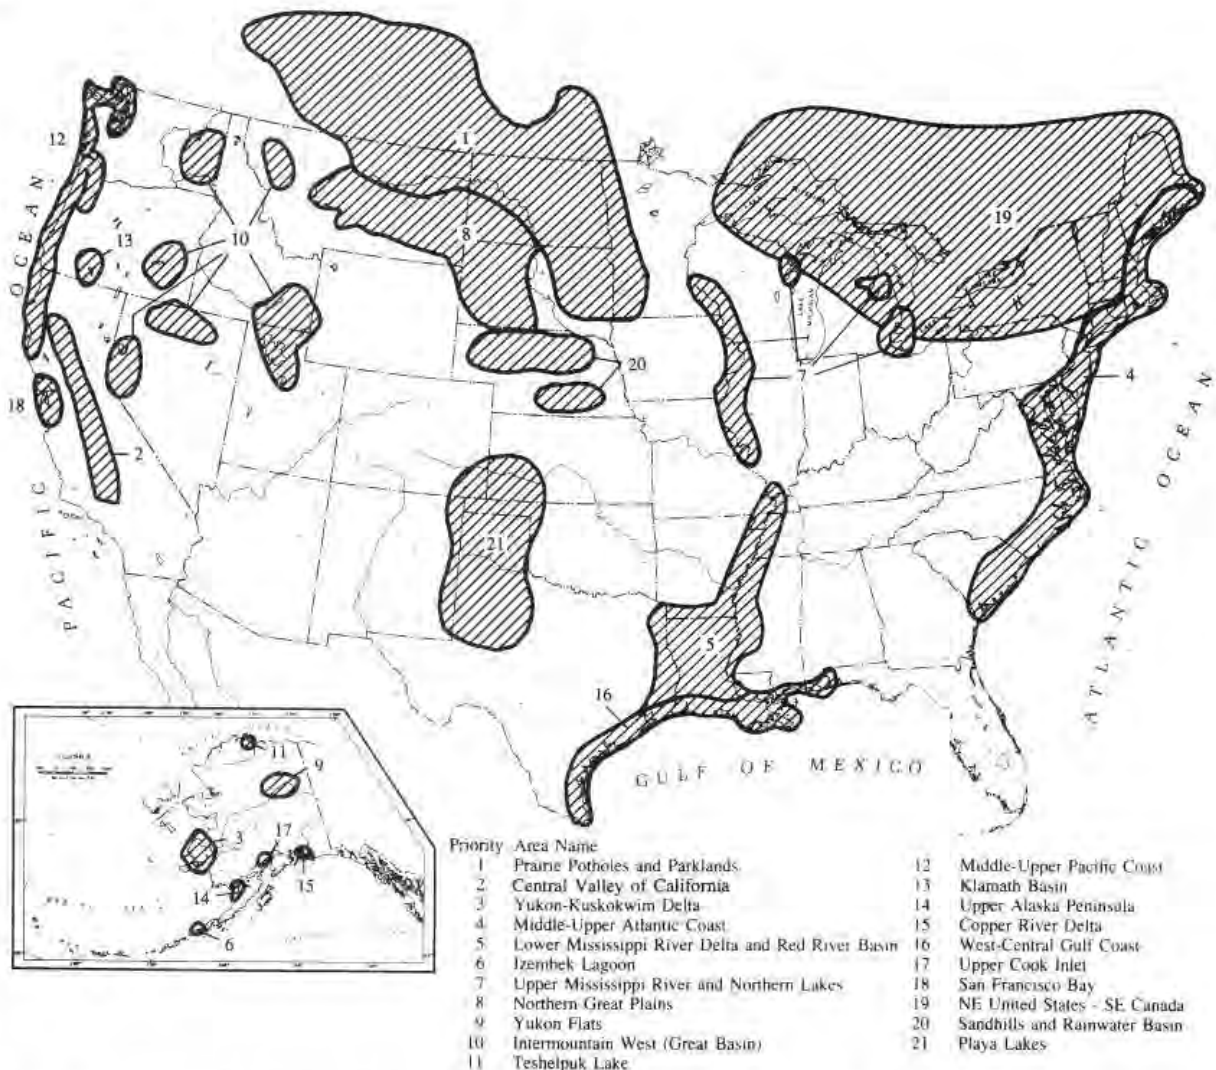 1
12
19
OCEAN
13
10
8
20
7
4
18
2
PACIFIC
LAKE MICHIGAN
21
5
16
ATLANTIC OCEAN
GULF OF MEXICO
11
9
3
17
14
15
6
Priority Area Name
1 Prairie Potholes and Parklands
2 Central Valley of California
3 Yukon-Kuskokwim Delta
4 Middle-Upper Atlantic Coast
5 Lower Mississippi River Delta and Red River Basin
6 Izembek Lagoon
7 Upper Mississippi River and Northern Lakes
8 Northern Great Plains
9 Yukon Flats
10 Intermountain West (Great Basin)
11 Teshelpuk Lake
12 Middle-Upper Pacific Coast
13 Klamath Basin
14 Upper Alaska Peninsula
15 Copper River Delta
16 West-Central Gulf Coast
17 Upper Cook Inlet
18 San Francisco Bay
19 NE United States - SE Canada
20 Sandhills and Rainwater Basin
21 Playa Lakes